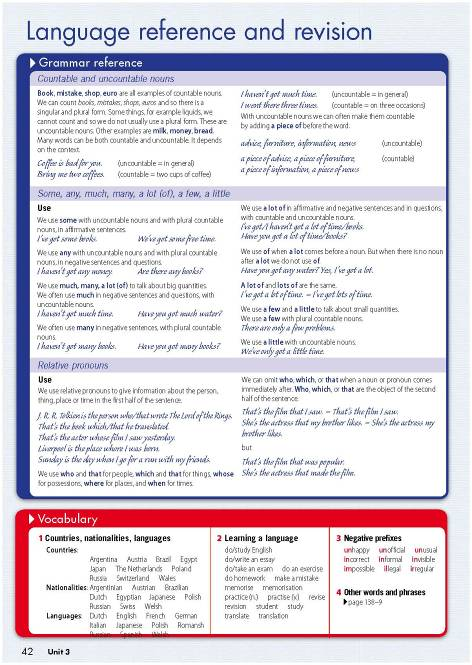 Language reference and revision
Grammar reference
Countable and uncountable nouns
Book, mistake, shop, euro are all examples of countable nouns.
We can count books, mistakes, shops, euros and so there is a
singular and plural form. Some things, for example liquids, we
cannot count and so we do not usually use a plural form. These are
uncountable nouns. Other examples are milk, money, bread.
Many words can be both countable and uncountable. It depends
on the context.
Coffee is bad for you. (uncountable = in general)
Bring me two coffees. (countable = two cups of coffee)
I haven't got much time. (uncountable = in general)
I went there three times. (countable = on three occasions)
With uncountable nouns we can often make them countable
by adding a piece of before the word.
advice, furniture, information, news (uncountable)
a piece of advice, a piece of furniture, (countable)
a piece of information, a piece of news
Some, any, much, many, a lot (of), a few, a little
Use
We use some with uncountable nouns and with plural countable
nouns, in affirmative sentences.
I've got some books. We've got some free time.
We use any with uncountable nouns and with plural countable
nouns, in negative sentences and questions.
I haven't got any money. Are there any books?
We use much, many, a lot (of) to talk about big quantities.
We often use much in negative sentences and questions, with
uncountable nouns.
I haven't got much time. Have you got much water?
We often use many in negative sentences, with plural countable
nouns.
I haven't got many books. Have you got many books?
We use a lot of in affirmative and negative sentences and in questions,
with countable and uncountable nouns.
I've got/I haven't got a lot of time/books.
Have you got a lot of time/books?
We use of when a lot comes before a noun. But when there is no noun
after a lot we do not use of.
Have you got any water? Yes, I've got a lot.
A lot of and lots of are the same.
I've got a lot of time. = I've got lots of time.
We use a few and a little to talk about small quantities.
We use a few with plural countable nouns.
There are only a few problems.
We use a little with uncountable nouns.
We've only got a little time.
Relative pronouns
Use
We use relative pronouns to give information about the person,
thing, place or time in the first half of the sentence.
J. R. R. Tolkien is the person who/that wrote The Lord of the Rings.
That's the book which/that he translated.
That's the actor whose film I saw yesterday.
Liverpool is the place where I was born.
Sunday is the day when I go for a run with my friends.
We use who and that for people, which and that for things, whose
for possessions, where for places, and when for times.
We can omit who, which, or that when a noun or pronoun comes
immediately after. Who, which, or that are the object of the second
half of the sentence.
That's the film that I saw. = That's the film I saw.
She's the actress that my brother likes. = She's the actress my
brother likes.
but
That's the film that was popular.
She's the actress that made the film.
Vocabulary
1 Countries, nationalities, languages
Countries:
Argentina Austria Brazil Egypt
Japan The Netherlands Poland
Russia Switzerland Wales
Nationalities: Argentinian Austrian Brazilian
Dutch Egyptian Japanese Polish
Russian Swiss Welsh
Languages: Dutch English French German
Italian Japanese Polish Romansh
Russian Spanish Welsh
2 Learning a language
do/study English
do/write an essay
do/take an exam do an exercise
do homework make a mistake
memorise memorisation
practice (n.) practise (v.) revise
revision student study
translate translation
3 Negative prefixes
unhappy unofficial unusual
incorrect informal invisible
impossible illegal irregular
4 Other words and phrases
page 138–9
42 Unit 3